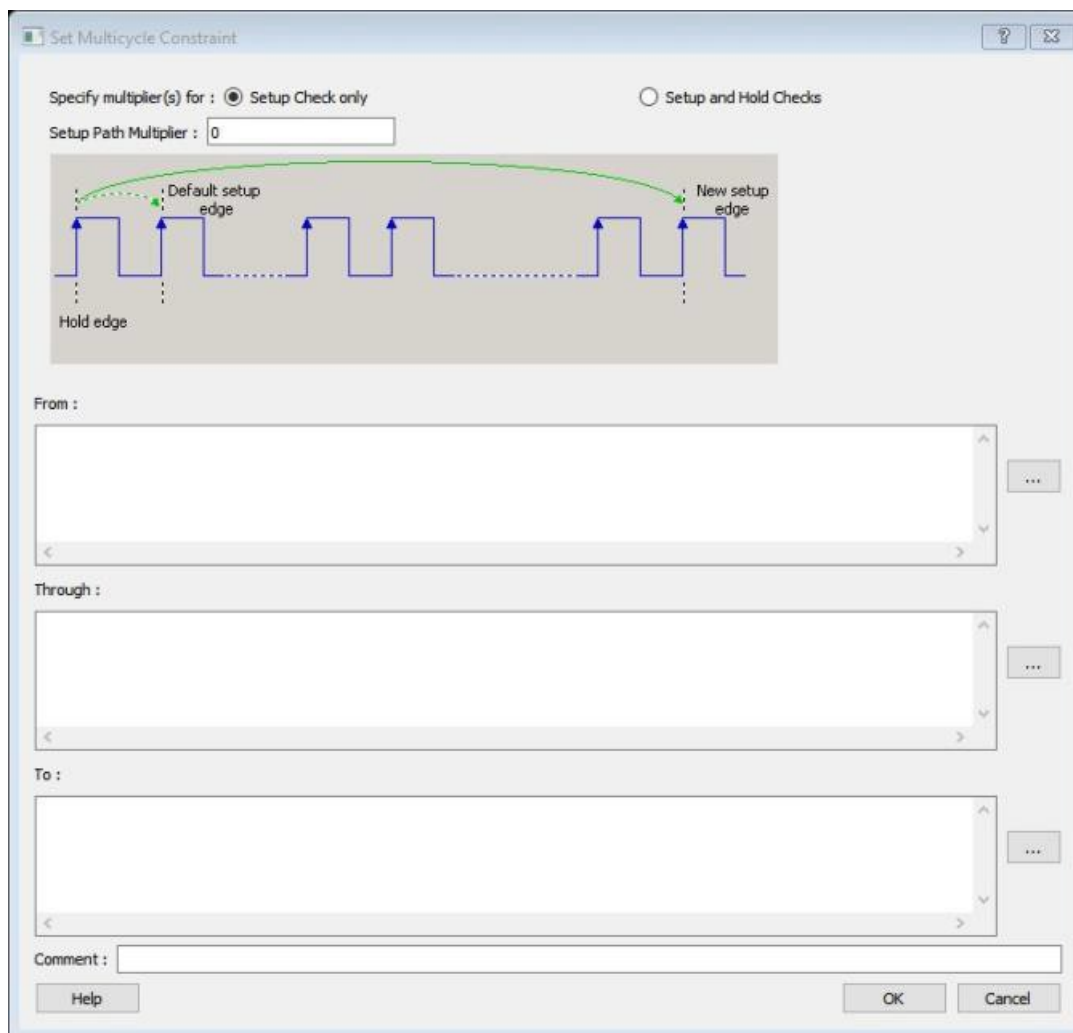 Set Multicycle Constraint
Specify multiplier(s) for : Setup Check only Setup and Hold Checks
Setup Path Multiplier : 0
Default setup edge
New setup edge
Hold edge
From :
...
Through :
...
To :
...
Comment :
Help OK Cancel